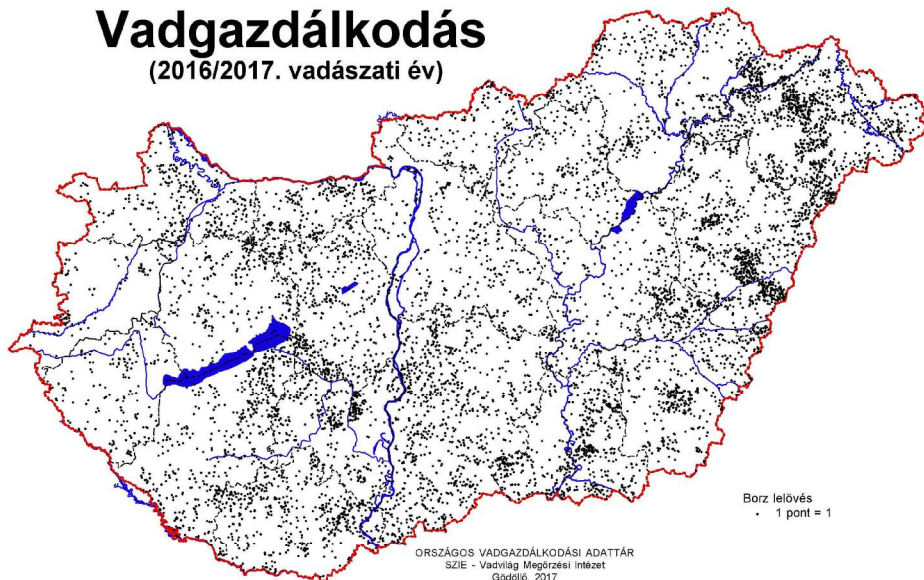 Vadgazdálkodás
(2016/2017. vadászati év)
Borz lelövés
1 pont = 1
ORSZÁGOS VADGAZDÁLKODÁSI ADATTÁR
SZIE - Vadvilág Megőrzési Intézet
Gödöllő, 2017